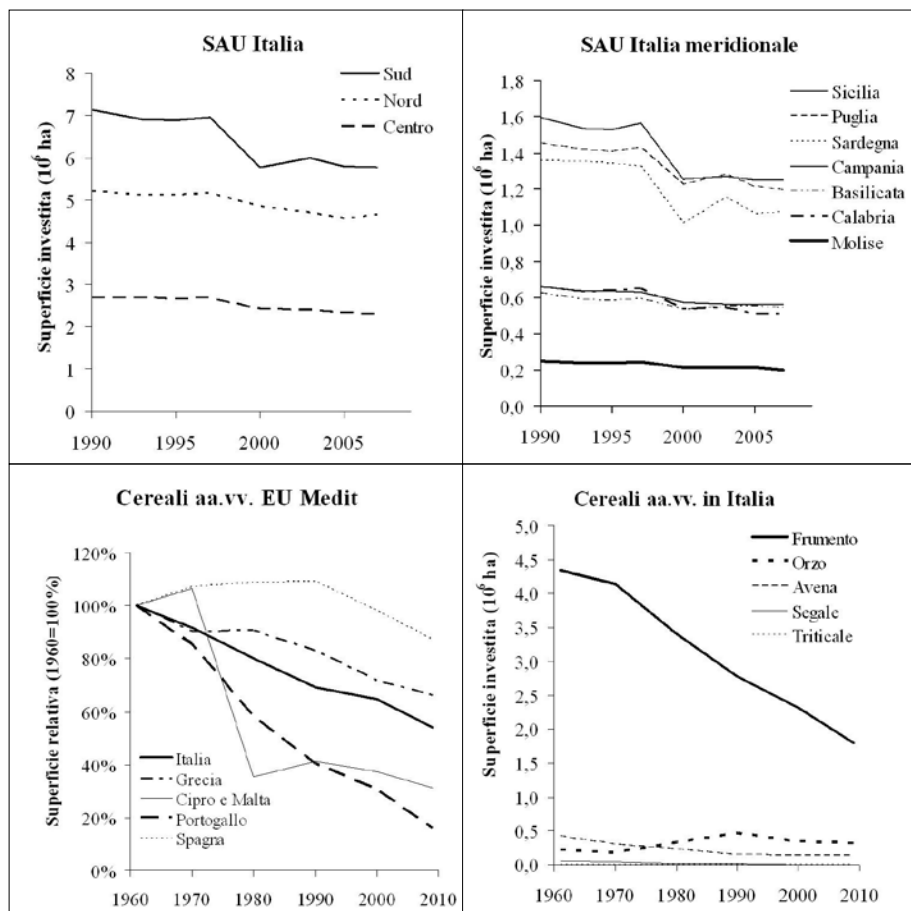 SAU Italia
Sud
Nord
Centro
Superficie investita (10⁶ ha)
8
7
6
5
4
3
2
1
0
1990 1995 2000 2005
SAU Italia meridionale
Sicilia
Puglia
Sardegna
Campania
Basilicata
Calabria
Molise
Superficie investita (10⁶ ha)
1,8
1,6
1,4
1,2
1,0
0,8
0,6
0,4
0,2
0,0
1990 1995 2000 2005
Cereali aa.vv. EU Medit
Superficie relativa (1960=100%)
120%
100%
80%
60%
40%
20%
0%
Italia
Grecia
Cipro e Malta
Portogallo
Spagna
1960 1970 1980 1990 2000 2010
Cereali aa.vv. in Italia
Frumento
Orzo
Avena
Segale
Triticale
Superficie investita (10⁶ ha)
5,0
4,5
4,0
3,5
3,0
2,5
2,0
1,5
1,0
0,5
0,0
1960 1970 1980 1990 2000 2010